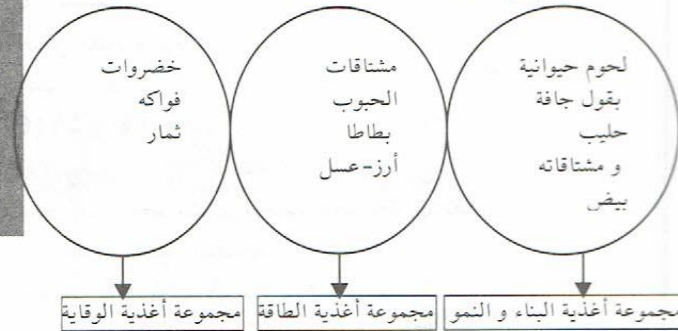 لحوم حيوانية
بقول جافة
حليب
و مشتاقاته
بيض
مشتاقات
الحبوب
بطاطا
أرز-عسل
خضروات
فواكه
ثمار
مجموعة أغذية البناء و النمو
مجموعة أغذية الطاقة
مجموعة أغذية الوقاية